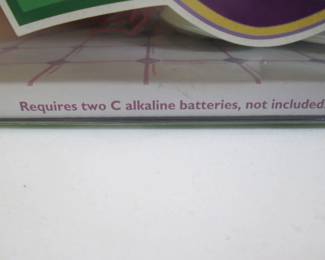 Requires two C alkaline batteries, not included.